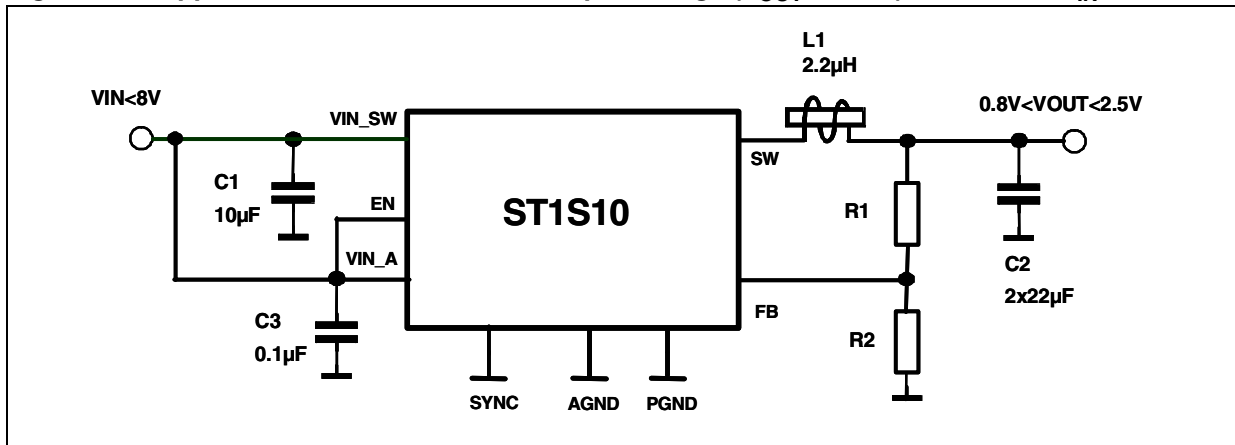 L1
2.2µH
VIN<8V
0.8V<VOUT<2.5V
VIN_SW
SW
C1
10µF
EN
ST1S10
R1
VIN_A
C2
2x22µF
FB
C3
0.1µF
R2
SYNC
AGND
PGND